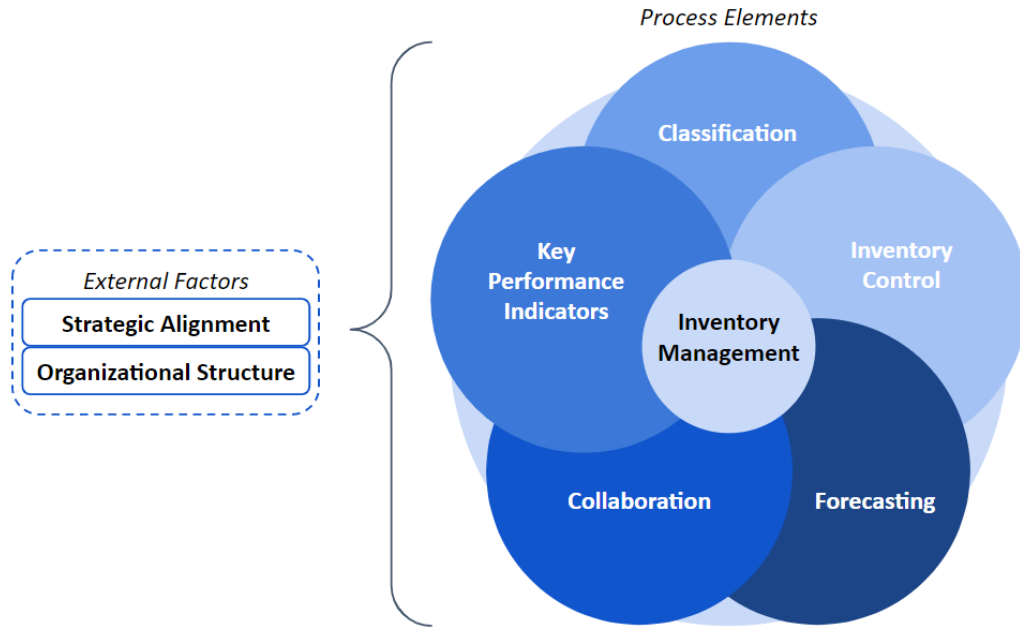 Process Elements
Classification
Key
Performance
Indicators
Inventory
Control
External Factors
Strategic Alignment
Organizational Structure
Inventory
Management
Collaboration
Forecasting